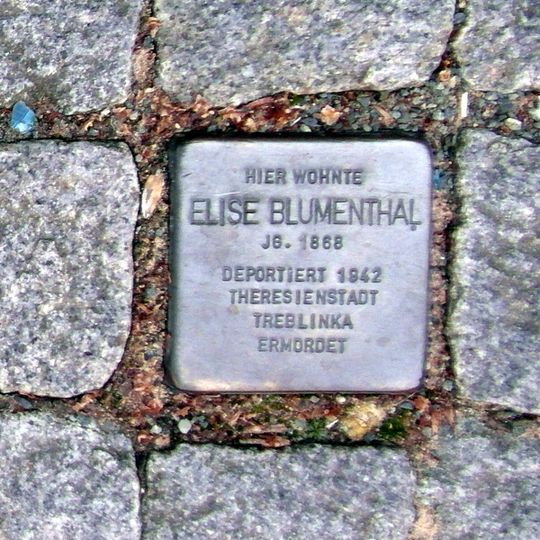 HIER WOHNTE
ELISE BLUMENTHAL
JG. 1868
DEPORTIERT 1942
THERESIENSTADT
TREBLINKA
ERMORDET